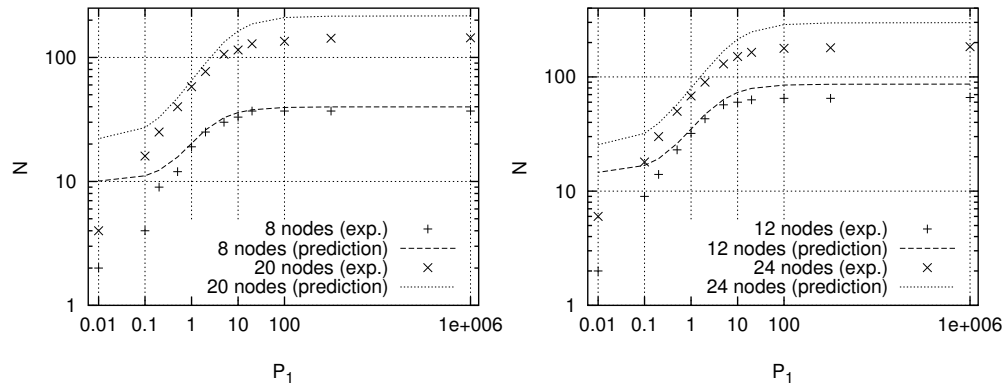 100
10
1
N
8 nodes (exp.)
8 nodes (prediction)
20 nodes (exp.)
20 nodes (prediction)
0.01 0.1 1 10 100 1e+006
P1
100
10
1
N
12 nodes (exp.)
12 nodes (prediction)
24 nodes (exp.)
24 nodes (prediction)
0.01 0.1 1 10 100 1e+006
P1